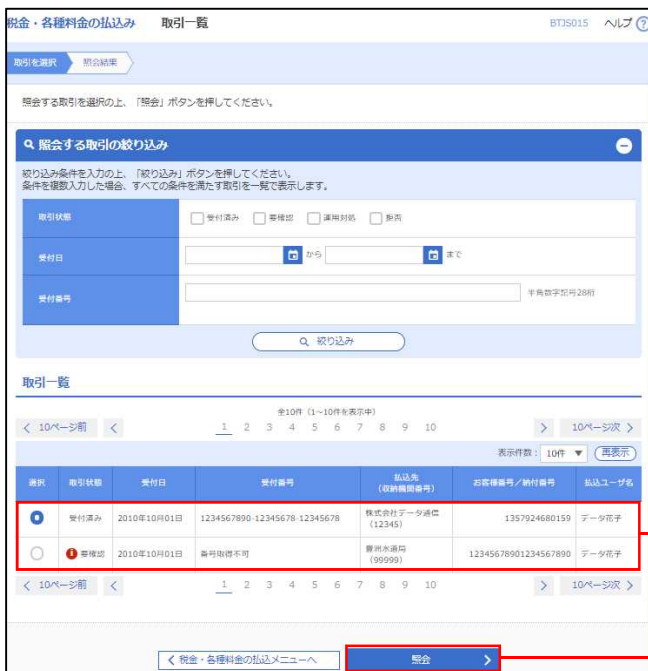 税金・各種料金の払込み 取引一覧 BTJS015 ヘルプ ?
取引を選択 照会結果
照会する取引を選択の上、「照会」ボタンを押してください。
照会する取引の絞り込み
絞り込み条件を入力の上、「絞り込み」ボタンを押してください。
条件を複数入力した場合、すべての条件を満たす取引を一覧で表示します。
取引状態 受付済み 要確認 運用対処 拒否
受付日 から まで
受付番号 半角数字記号28桁
絞り込み
取引一覧
全10件(1~10件を表示中)
< 10ページ前 < 1 2 3 4 5 6 7 8 9 10 > 10ページ次 >
表示件数: 10件 ▼ 再表示
選択 取引状態 受付日 受付番号 払込先(収納機関番号) お客様番号/納付番号 払込ユーザ名
受付済み 2010年10月01日 1234567890-12345678-12345678 株式会社データ通信(12345) 1357924680159 データ花子
! 要確認 2010年10月01日 番号取得不可 豊洲水道局(99999) 12345678901234567890 データ花子
< 10ページ前 < 1 2 3 4 5 6 7 8 9 10 > 10ページ次 >
< 税金・各種料金の払込メニューへ 照会 >